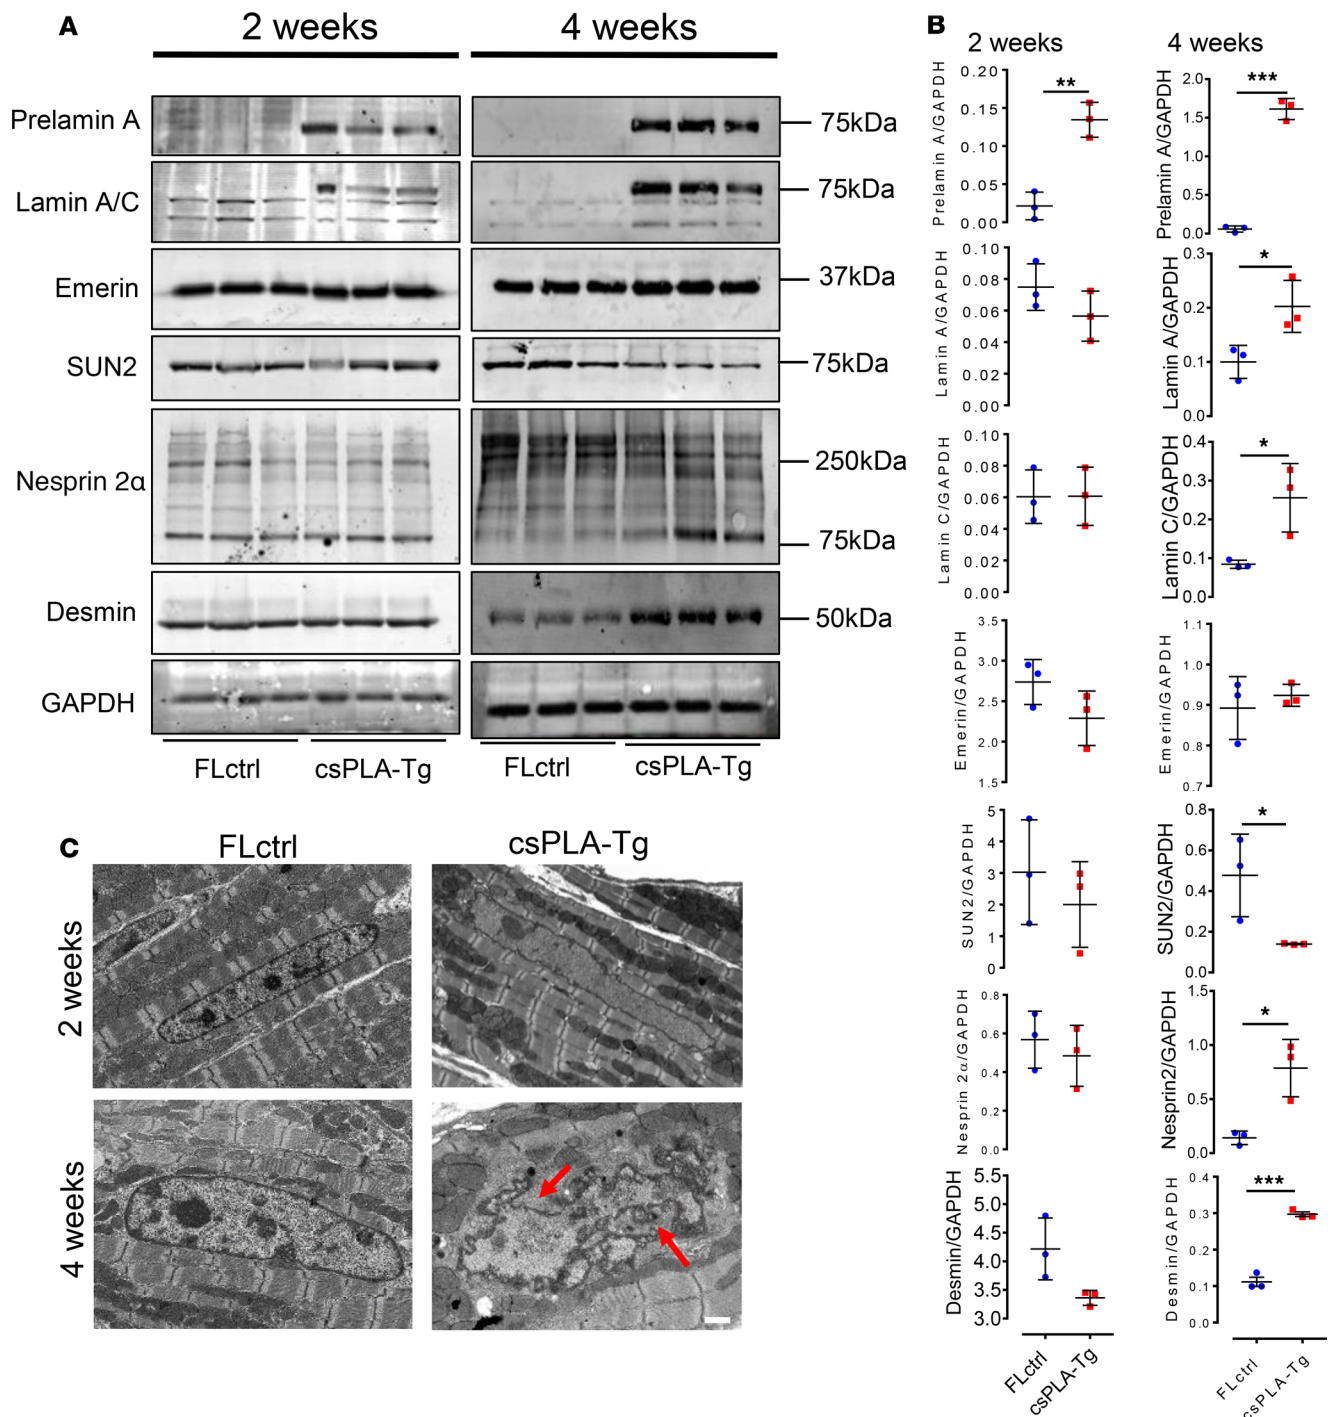 A
2 weeks
4 weeks
Prelamin A
75kDa
Lamin A/C
75kDa
Emerin
37kDa
SUN2
75kDa
Nesprin 2α
250kDa
75kDa
Desmin
50kDa
GAPDH
FLctrl
csPLA-Tg
FLctrl
csPLA-Tg
B
2 weeks
4 weeks
Prelamin A/GAPDH
0.20
0.15
0.10
0.05
0.00
**
Prelamin A/GAPDH
2.0
1.5
1.0
0.5
0.0
***
Lamin A/GAPDH
0.10
0.08
0.06
0.04
0.02
0.00
Lamin A/GAPDH
0.3
0.2
0.1
0.0
*
Lamin C/GAPDH
0.10
0.08
0.06
0.04
0.02
0.00
Lamin C/GAPDH
0.4
0.3
0.2
0.1
0.0
*
Emerin/GAPDH
3.5
3.0
2.5
2.0
1.5
Emerin/GAPDH
1.1
1.0
0.9
0.8
0.7
SUN2/GAPDH
5
4
3
2
1
0
SUN2/GAPDH
0.8
0.6
0.4
0.2
0.0
*
Nesprin 2α/GAPDH
0.8
0.6
0.4
0.2
0.0
Nesprin2/GAPDH
1.5
1.0
0.5
0.0
*
Desmin/GAPDH
5.5
5.0
4.5
4.0
3.5
3.0
Desmin/GAPDH
0.4
0.3
0.2
0.1
0.0
***
FLctrl
csPLA-Tg
FLctrl
csPLA-Tg
C
FLctrl
csPLA-Tg
2 weeks
4 weeks